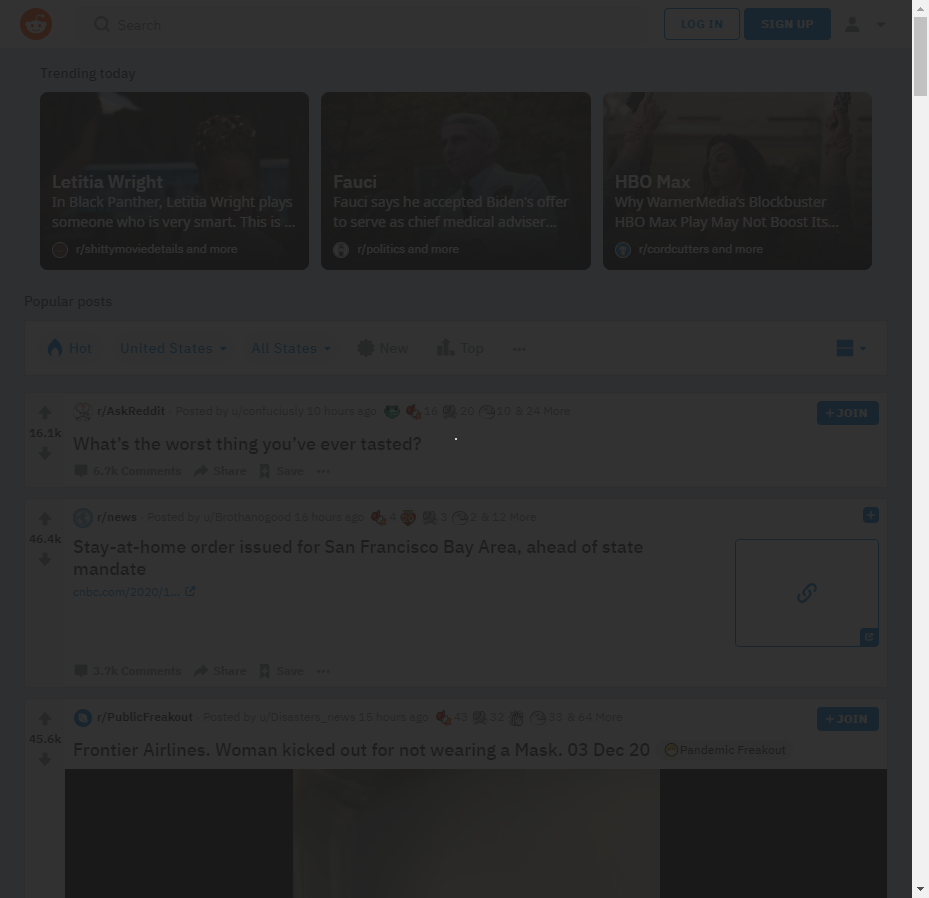 Search
LOG IN
SIGN UP
Trending today
Letitia Wright
In Black Panther, Letitia Wright plays
someone who is very smart. This is ...
r/shittymoviedetails and more
Fauci
Fauci says he accepted Biden's offer
to serve as chief medical adviser...
r/politics and more
HBO Max
Why WarnerMedia's Blockbuster
HBO Max Play May Not Boost Its...
r/cordcutters and more
Popular posts
Hot United States All States New Top ...
16.1k
r/AskReddit · Posted by u/confuciusly 10 hours ago 16 20 10 & 24 More
+ JOIN
What's the worst thing you've ever tasted?
6.7k Comments Share Save ...
46.4k
r/news · Posted by u/Brothanogood 16 hours ago 4 3 2 & 12 More
Stay-at-home order issued for San Francisco Bay Area, ahead of state
mandate
cnbc.com/2020/1...
3.7k Comments Share Save ...
45.6k
r/PublicFreakout · Posted by u/Disasters_news 15 hours ago 43 32 33 & 64 More
+ JOIN
Frontier Airlines. Woman kicked out for not wearing a Mask. 03 Dec 20 Pandemic Freakout